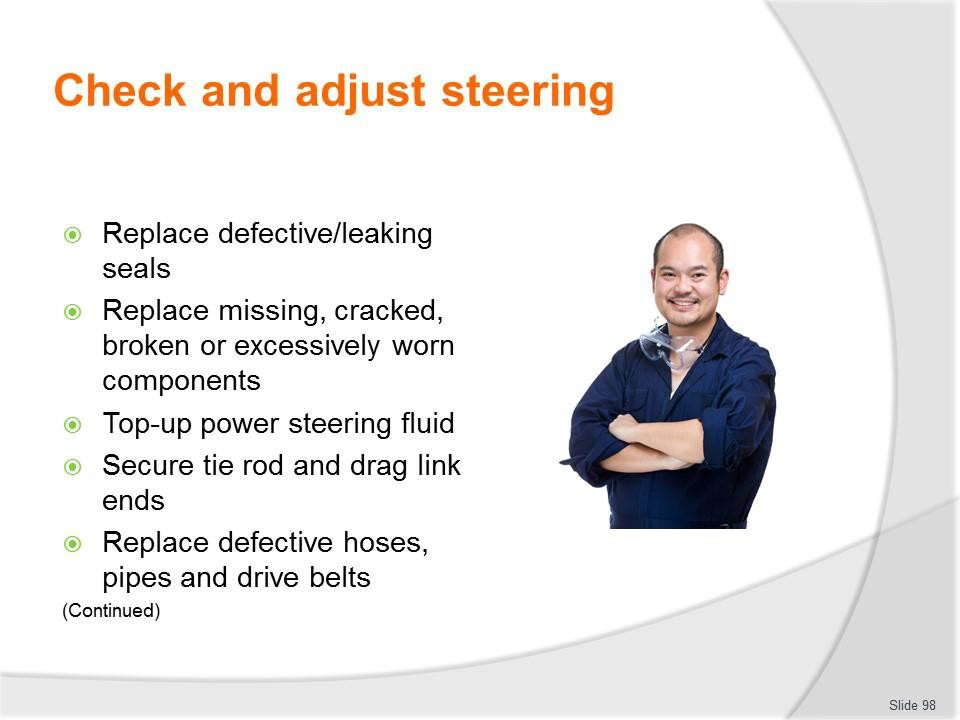 Check and adjust steering
Replace defective/leaking
seals
Replace missing, cracked,
broken or excessively worn
components
Top-up power steering fluid
Secure tie rod and drag link
ends
Replace defective hoses,
pipes and drive belts
(Continued)
Slide 98